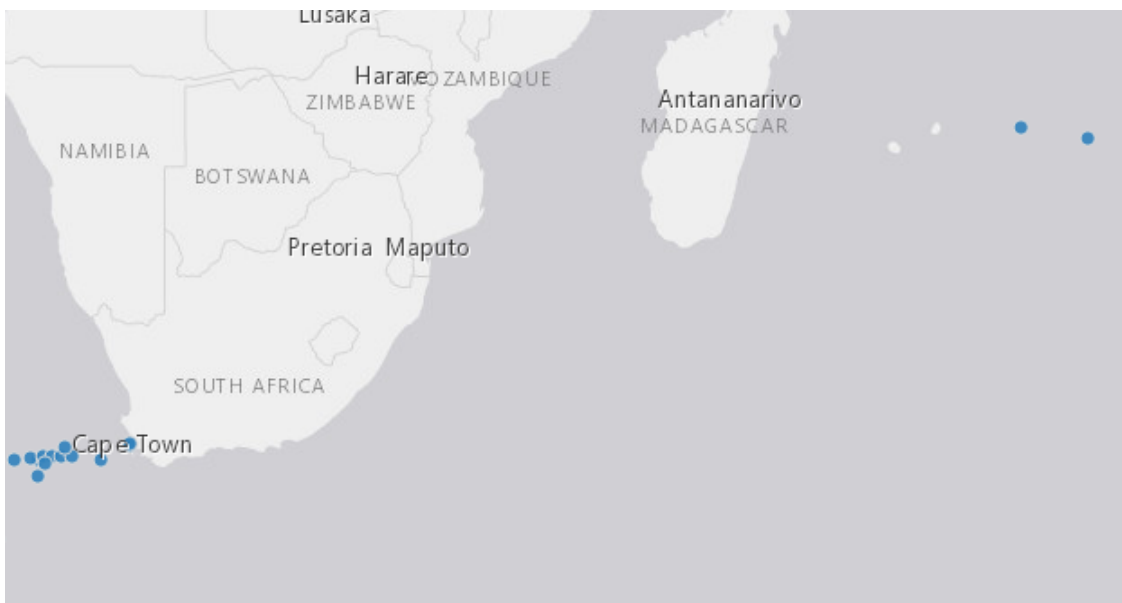 Lusaka
Harare
MOZAMBIQUE
ZIMBABWE
Antananarivo
MADAGASCAR
NAMIBIA
BOTSWANA
Pretoria
Maputo
SOUTH AFRICA
Cape Town